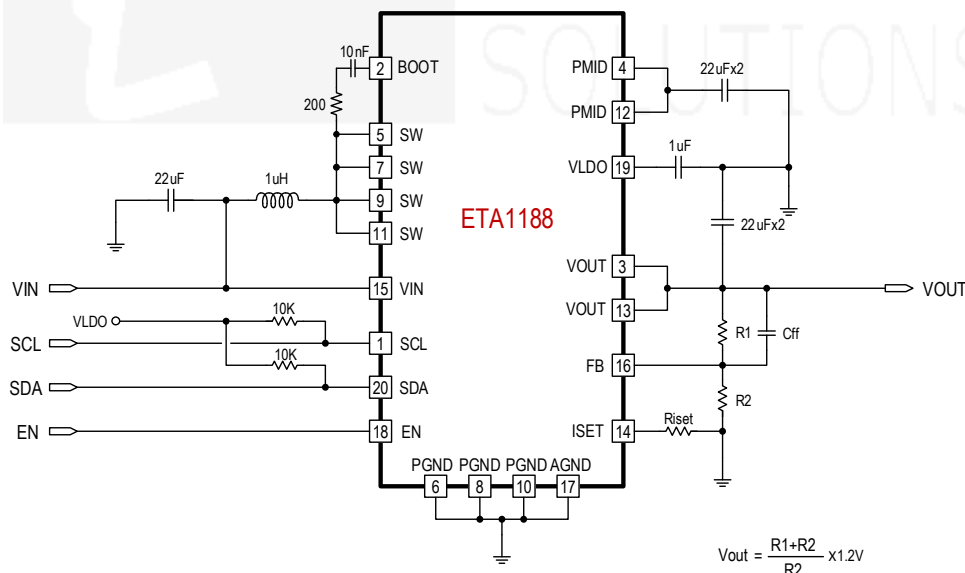 SOLUTIONS
10nF
2 BOOT
200
5 SW
7 SW
22uF
1uH
9 SW
11 SW
VIN
15 VIN
VLDO
10K
SCL
1 SCL
10K
SDA
20 SDA
EN
18 EN
ETA1188
PMID 4
22uFx2
PMID 12
1uF
VLDO 19
22uFx2
VOUT 3
VOUT
VOUT 13
R1
Cff
FB 16
R2
Riset
ISET 14
PGND PGND PGND AGND
6 8 10 17
Vout = R1+R2 x1.2V
R2